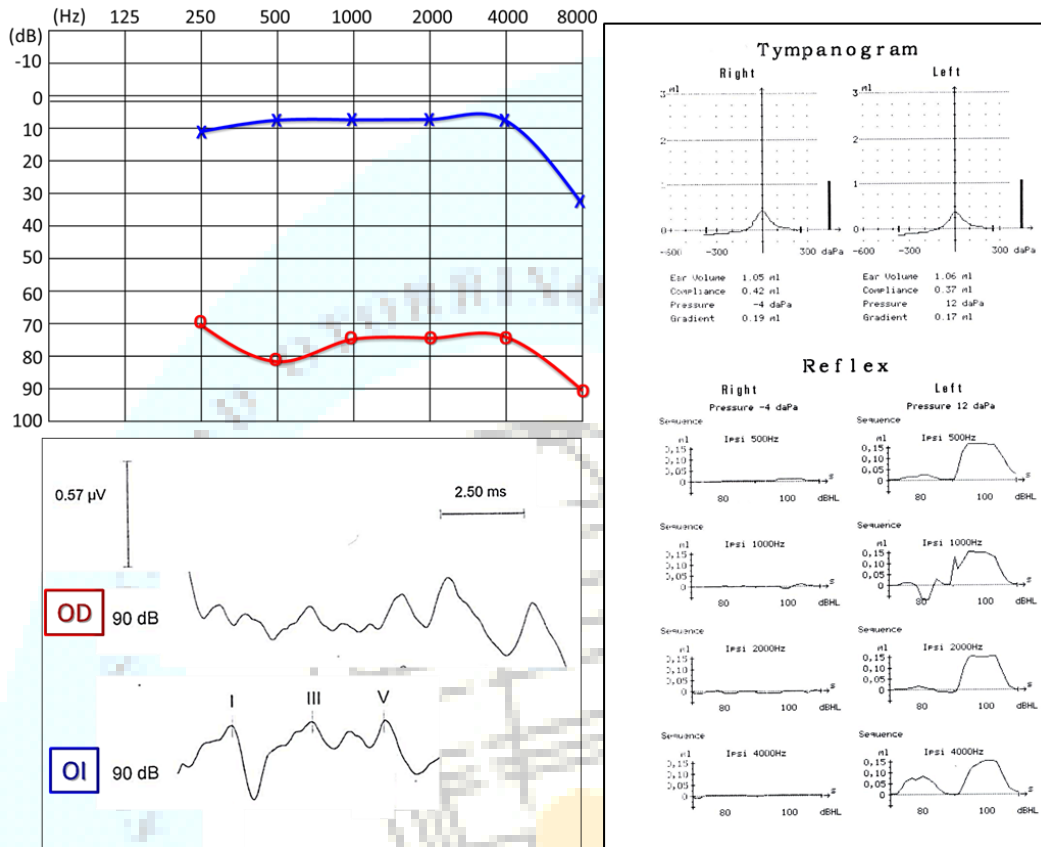 (Hz) 125 250 500 1000 2000 4000 8000
(dB)
-10
0
10
20
30
40
50
60
70
80
90
100
0.57 µV
2.50 ms
OD 90 dB
I III V
OI 90 dB
Tympanogram
Right Left
3 ml 3 ml
2 2
1 1
0 0
-600 -300 300 daPa -600 -300 300 daPa
Ear Volume 1.05 ml Ear Volume 1.06 ml
Compliance 0.42 ml Compliance 0.37 ml
Pressure -4 daPa Pressure 12 daPa
Gradient 0.19 ml Gradient 0.17 ml
Reflex
Right Left
Pressure -4 daPa Pressure 12 daPa
Sequence Sequence
ml Ipsi 500Hz ml Ipsi 500Hz
0,15 0,15
0,10 0,10
0,05 0,05
0 s 0 s
80 100 dBHL 80 100 dBHL
Sequence Sequence
ml Ipsi 1000Hz ml Ipsi 1000Hz
0,15 0,15
0,10 0,10
0,05 0,05
0 s 0 s
80 100 dBHL 80 100 dBHL
Sequence Sequence
ml Ipsi 2000Hz ml Ipsi 2000Hz
0,15 0,15
0,10 0,10
0,05 0,05
0 s 0 s
80 100 dBHL 80 100 dBHL
Sequence Sequence
ml Ipsi 4000Hz ml Ipsi 4000Hz
0,15 0,15
0,10 0,10
0,05 0,05
0 s 0 s
80 100 dBHL 80 100 dBHL